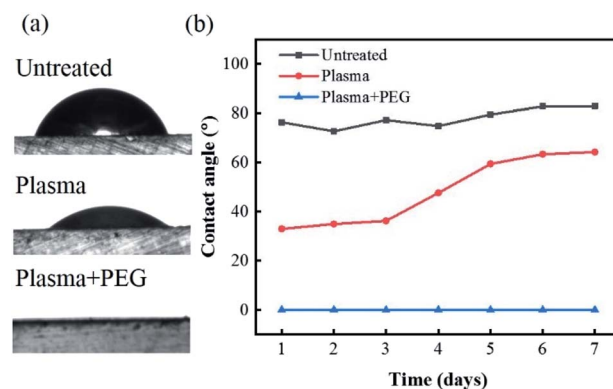 (a)
Untreated
Plasma
Plasma+PEG
(b)
Untreated
Plasma
Plasma+PEG
100
80
60
40
20
0
Contact angle (°)
1 2 3 4 5 6 7
Time (days)